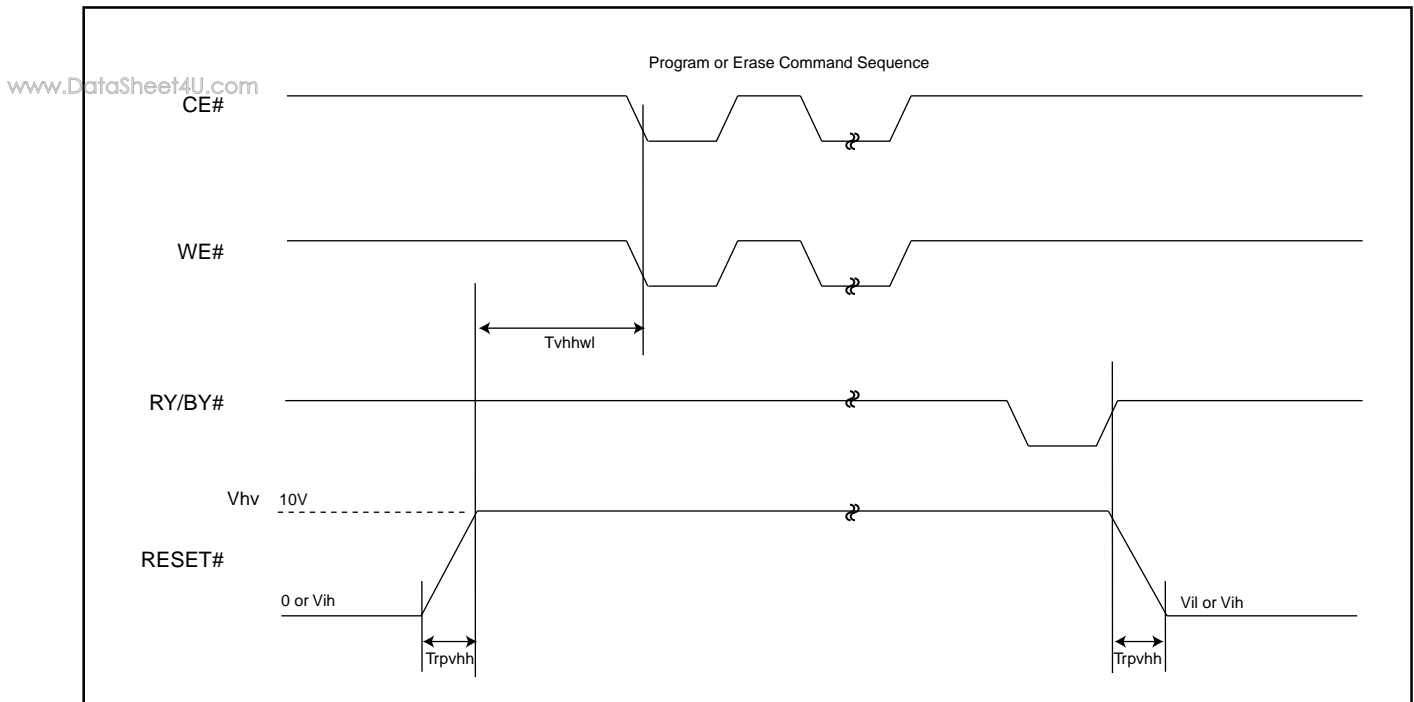 Program or Erase Command Sequence
www.DataSheet4U.com
CE#
WE#
Tvhhwl
RY/BY#
Vhv 10V
RESET#
0 or Vih
Vil or Vih
Trpvhh
Trpvhh